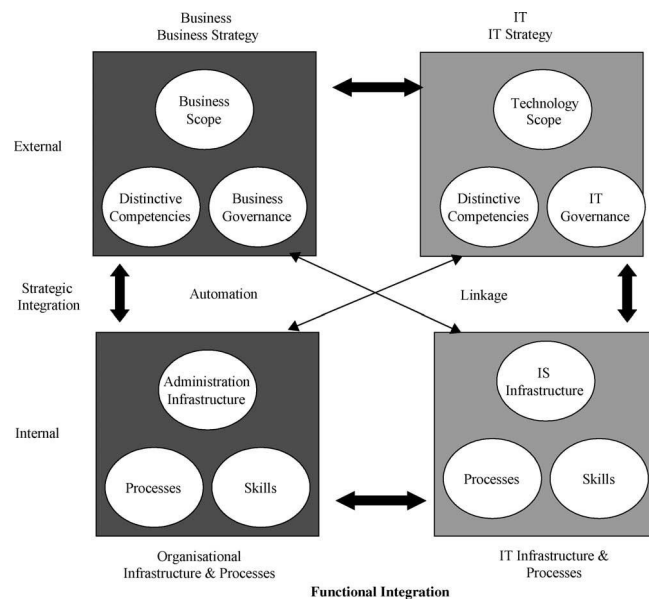 Business
Business Strategy
IT
IT Strategy
External
Business
Scope
Distinctive
Competencies
Business
Governance
Technology
Scope
Distinctive
Competencies
IT
Governance
Strategic
Integration
Automation
Linkage
Internal
Administration
Infrastructure
Processes
Skills
IS
Infrastructure
Processes
Skills
Organisational
Infrastructure & Processes
IT Infrastructure &
Processes
Functional Integration